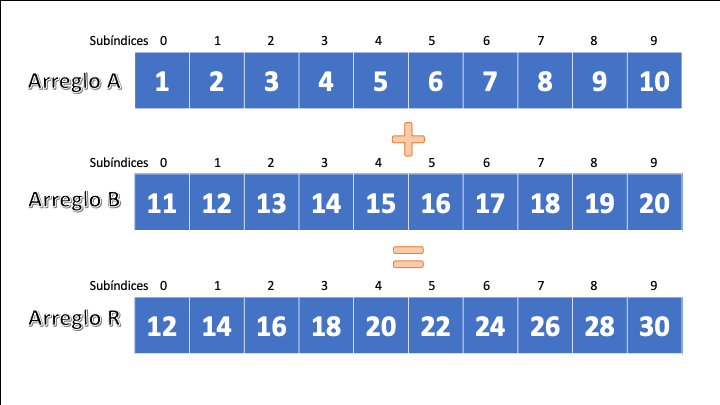 Subíndices 0 1 2 3 4 5 6 7 8 9
Arreglo A 1 2 3 4 5 6 7 8 9 10
Subíndices 0 1 2 3 4 5 6 7 8 9
Arreglo B 11 12 13 14 15 16 17 18 19 20
Subíndices 0 1 2 3 4 5 6 7 8 9
Arreglo R 12 14 16 18 20 22 24 26 28 30